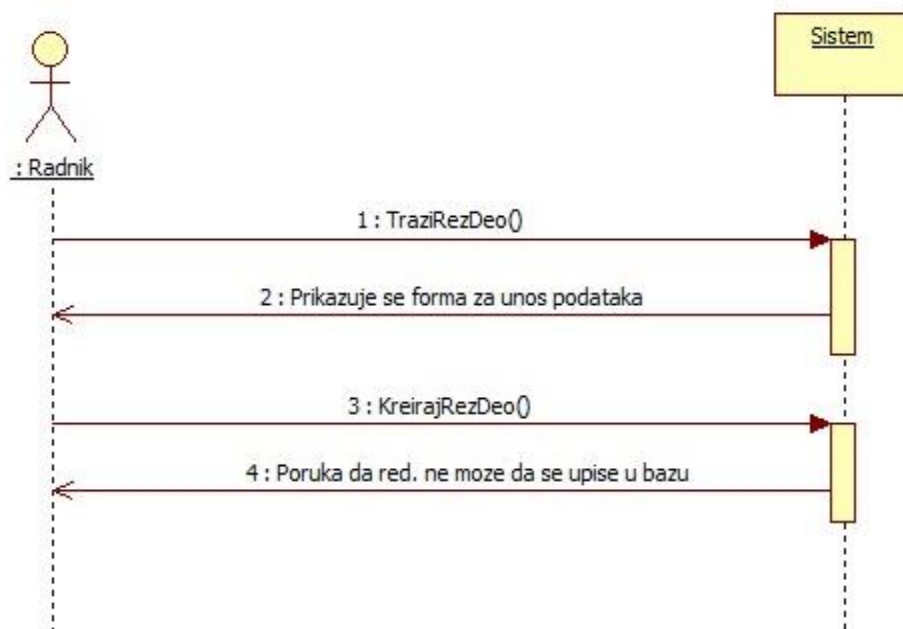 Sistem
: Radnik
1 : TraziRezDeo()
2 : Prikazuje se forma za unos podataka
3 : KreirajRezDeo()
4 : Poruka da red. ne moze da se upise u bazu